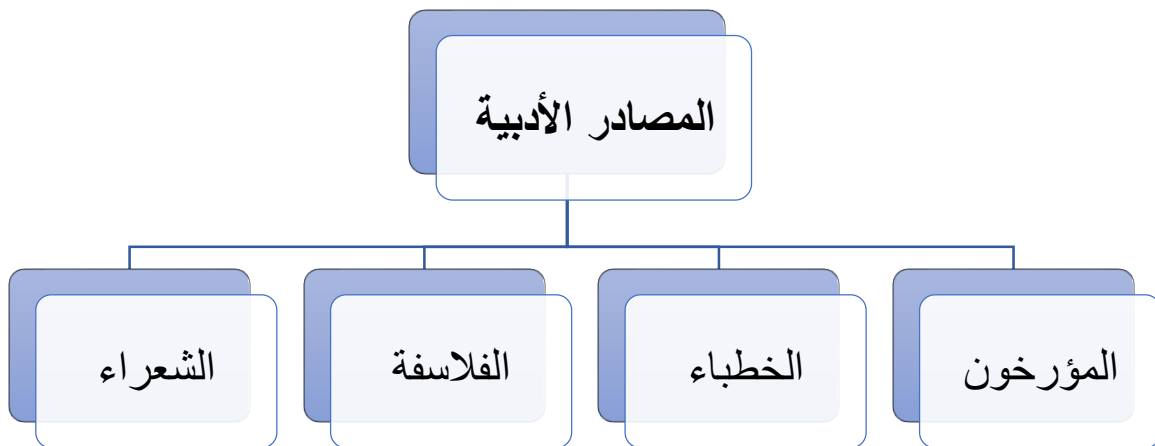 المصادر الأدبية
المؤرخون
الخطباء
الفلاسفة
الشعراء